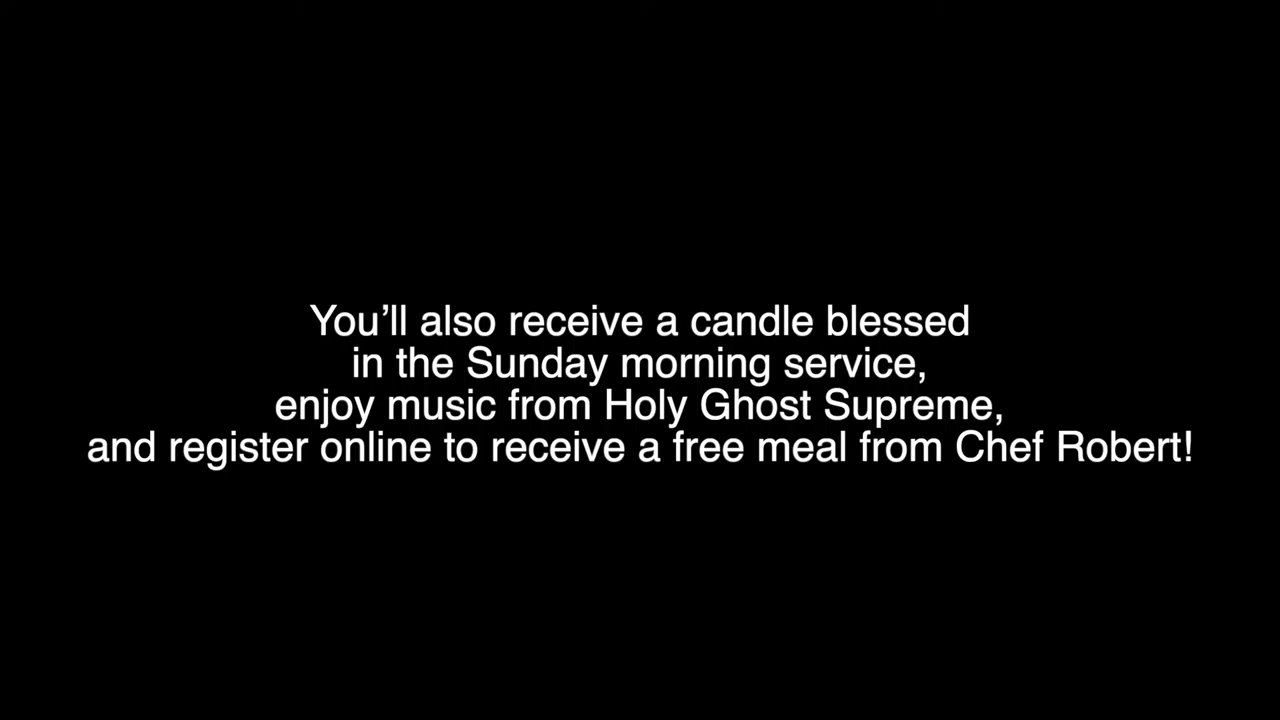 You’ll also receive a candle blessed
in the Sunday morning service,
enjoy music from Holy Ghost Supreme,
and register online to receive a free meal from Chef Robert!